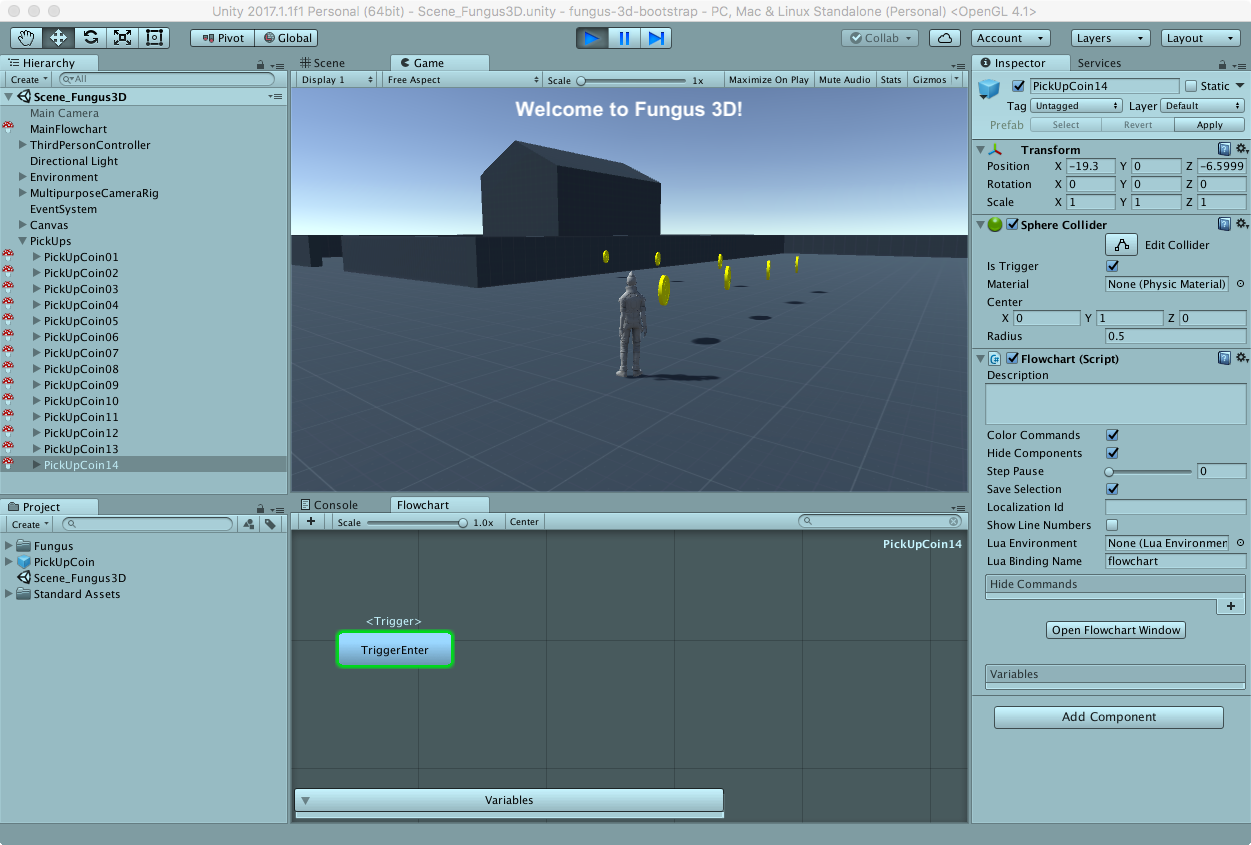 Unity 2017.1.1f1 Personal (64bit) - Scene_Fungus3D.unity - fungus-3d-bootstrap - PC, Mac & Linux Standalone (Personal) <OpenGL 4.1>
Pivot Global Collab Account Layers Layout
Hierarchy
Create All
Scene_Fungus3D
Main Camera
MainFlowchart
ThirdPersonController
Directional Light
Environment
MultipurposeCameraRig
EventSystem
Canvas
PickUps
PickUpCoin01
PickUpCoin02
PickUpCoin03
PickUpCoin04
PickUpCoin05
PickUpCoin06
PickUpCoin07
PickUpCoin08
PickUpCoin09
PickUpCoin10
PickUpCoin11
PickUpCoin12
PickUpCoin13
PickUpCoin14
Scene Game
Display 1 Free Aspect Scale 1x Maximize On Play Mute Audio Stats Gizmos
Welcome to Fungus 3D!
Project
Create
Fungus
PickUpCoin
Scene_Fungus3D
Standard Assets
Console Flowchart
Scale 1.0x Center
PickUpCoin14
<Trigger>
TriggerEnter
Variables
Inspector Services
PickUpCoin14 Static
Tag Untagged Layer Default
Prefab Select Revert Apply
Transform
Position X -19.3 Y 0 Z -6.5999
Rotation X 0 Y 0 Z 0
Scale X 1 Y 1 Z 1
Sphere Collider
Edit Collider
Is Trigger
Material None (Physic Material)
Center
X 0 Y 1 Z 0
Radius 0.5
Flowchart (Script)
Description
Color Commands
Hide Components
Step Pause 0
Save Selection
Localization Id
Show Line Numbers
Lua Environment None (Lua Environmer
Lua Binding Name flowchart
Hide Commands
+
Open Flowchart Window
Variables
Add Component